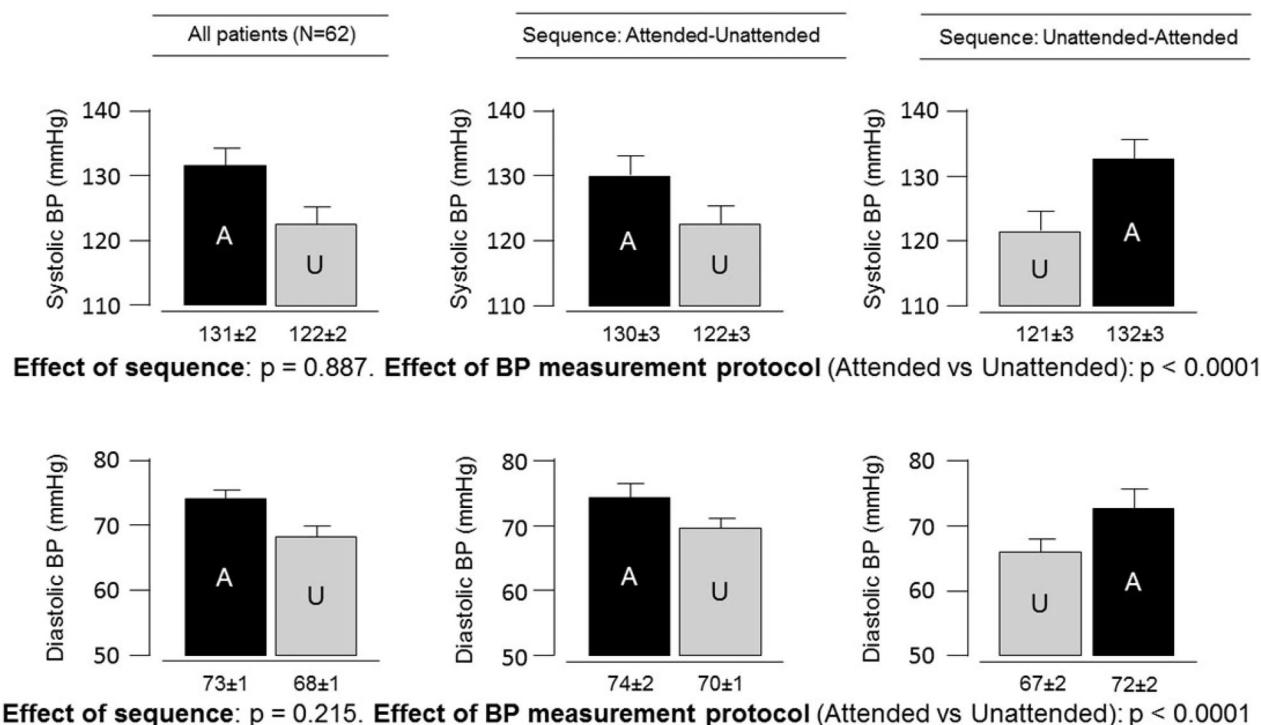 All patients (N=62)
Sequence: Attended-Unattended
Sequence: Unattended-Attended
Systolic BP (mmHg)
140
130
120
110
A
U
131±2 122±2
Systolic BP (mmHg)
140
130
120
110
A
U
130±3 122±3
Systolic BP (mmHg)
140
130
120
110
U
A
121±3 132±3
Effect of sequence: p = 0.887. Effect of BP measurement protocol (Attended vs Unattended): p < 0.0001
Diastolic BP (mmHg)
80
70
60
50
A
U
73±1 68±1
Diastolic BP (mmHg)
80
70
60
50
A
U
74±2 70±1
Diastolic BP (mmHg)
80
70
60
50
U
A
67±2 72±2
Effect of sequence: p = 0.215. Effect of BP measurement protocol (Attended vs Unattended): p < 0.0001